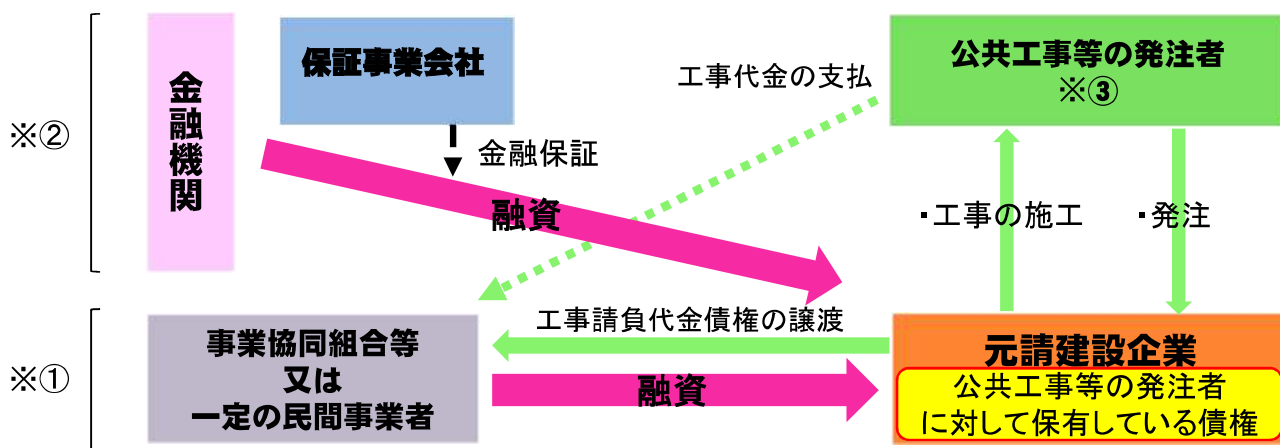 ※②
金融機関
保証事業会社
金融保証
融資
工事代金の支払
公共工事等の発注者
※③
・工事の施工
・発注
※①
事業協同組合等
又は
一定の民間事業者
工事請負代金債権の譲渡
融資
元請建設企業
公共工事等の発注者
に対して保有している債権